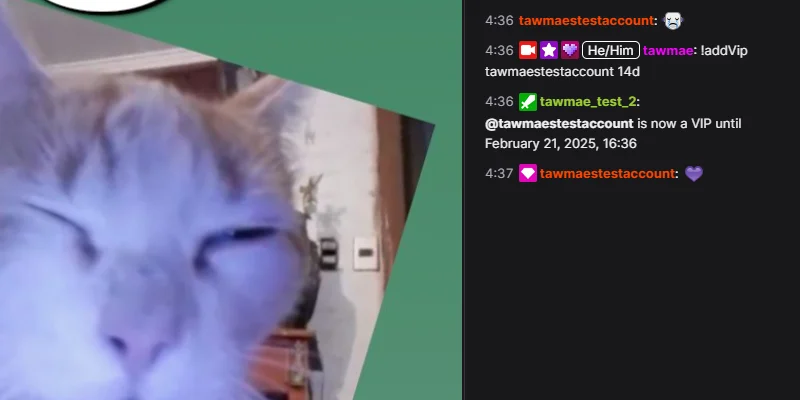 4:36 tawmaestestaccount:
4:36 He/Him tawmae: !addVip
tawmaestestaccount 14d
4:36 tawmae_test_2:
@tawmaestestaccount is now a VIP until
February 21, 2025, 16:36
4:37 tawmaestestaccount: